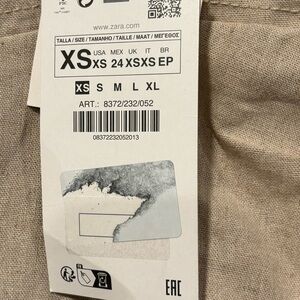 www.zara.com
TALLA / SIZE / TAMANHO / TAILLE / MAAT / ΜΕΓΕΘΟΣ
USA MEX UK IT BR
XS XS 24 XS XS EP
XS S M L XL
ART.: 8372/232/052
08372232052013
EAC